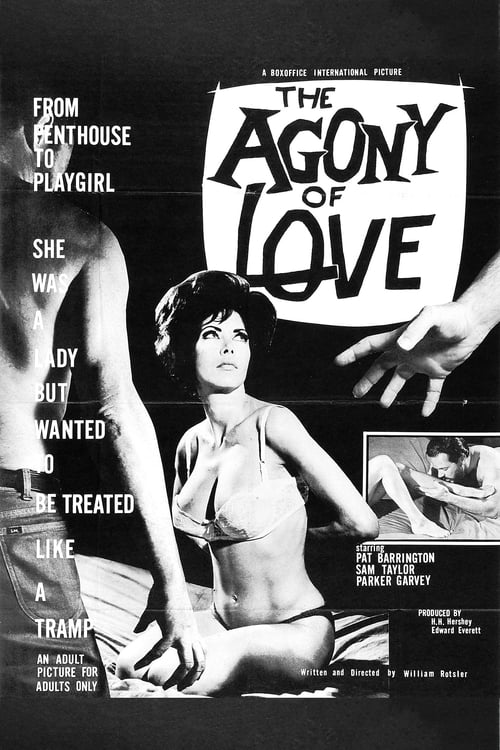 A BOXOFFICE INTERNATIONAL PICTURE
THE
AGONY
OF
LOVE
FROM
PENTHOUSE
TO
PLAYGIRL
SHE
WAS
A
LADY
BUT
WANTED
TO
BE TREATED
LIKE
A
TRAMP
AN ADULT
PICTURE FOR
ADULTS ONLY
starring
PAT BARRINGTON
SAM TAYLOR
PARKER GARVEY
PRODUCED BY
H.H. Hershey
Edward Everett
Written and Directed by William Rotsler